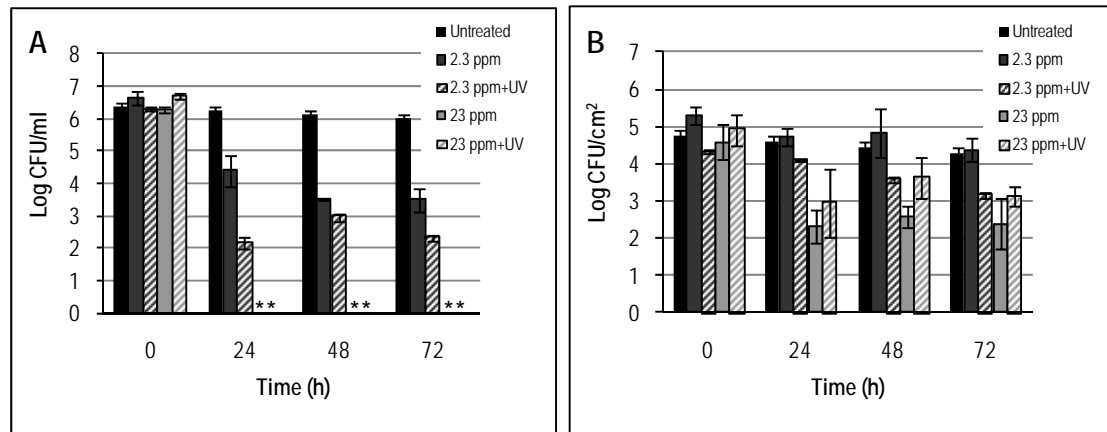 A
Untreated
2.3 ppm
2.3 ppm+UV
23 ppm
23 ppm+UV
Log CFU/ml
8
7
6
5
4
3
2
1
0
* *
* *
* *
0 24 48 72
Time (h)
B
Untreated
2.3 ppm
2.3 ppm+UV
23 ppm
23 ppm+UV
Log CFU/cm²
7
6
5
4
3
2
1
0
0 24 48 72
Time (h)